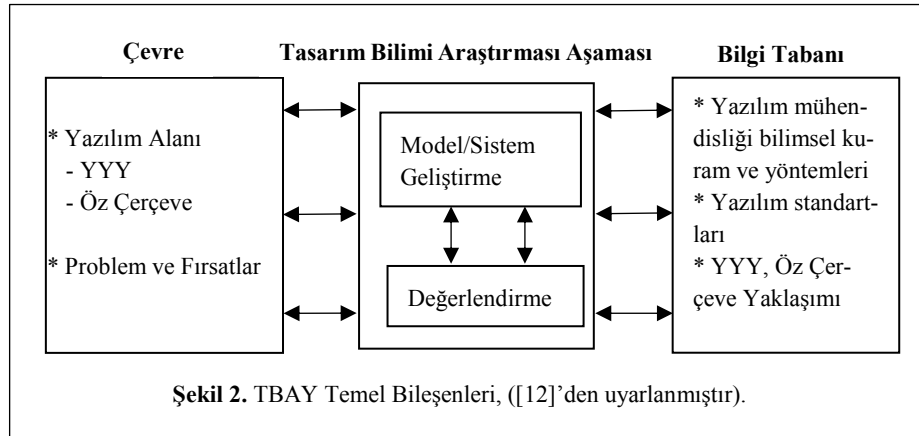 Çevre
Tasarım Bilimi Araştırması Aşaması
Bilgi Tabanı
* Yazılım Alanı
- YYY
- Öz Çerçeve
* Problem ve Fırsatlar
Model/Sistem
Geliştirme
Değerlendirme
* Yazılım mühen-
disliği bilimsel ku-
ram ve yöntemleri
* Yazılım standart-
ları
* YYY, Öz Çer-
çeve Yaklaşımı
Şekil 2. TBAY Temel Bileşenleri, ([12]’den uyarlanmıştır).